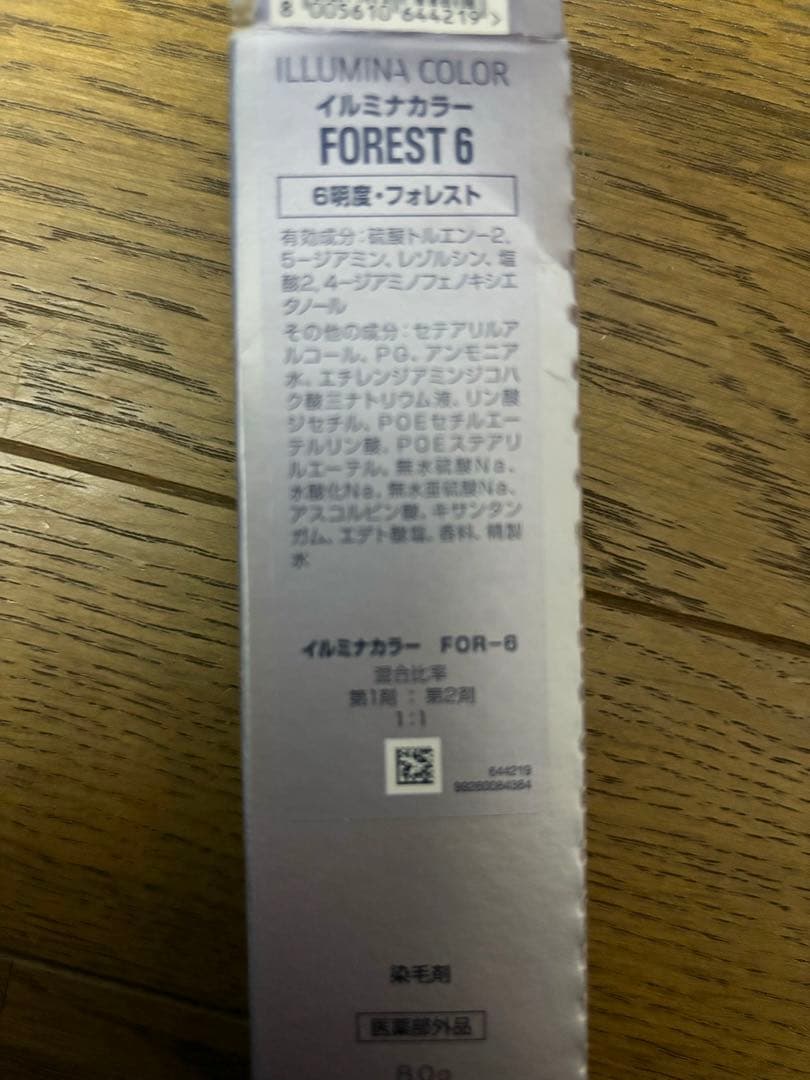 8 005610 644219 >
ILLUMINA COLOR
イルミナカラー
FOREST 6
6明度・フォレスト
有効成分:硫酸トルエン-2,
5-ジアミン、レゾルシン、塩
酸2,4-ジアミノフェノキシエ
タノール
その他の成分:セテアリルア
ルコール、PG、アンモニア
水、エチレンジアミンジコハ
ク酸三ナトリウム液、リン酸
ジセチル、POEセチルエー
テルリン酸、POEステアリ
ルエーテル、無水硫酸Na、
水酸化Na、無水亜硫酸Na、
アスコルビン酸、キサンタン
ガム、エデト酸塩、香料、精製
水
イルミナカラー FOR-6
混合比率
第1剤 : 第2剤
1:1
644219
99260084384
染毛剤
医薬部外品
80g